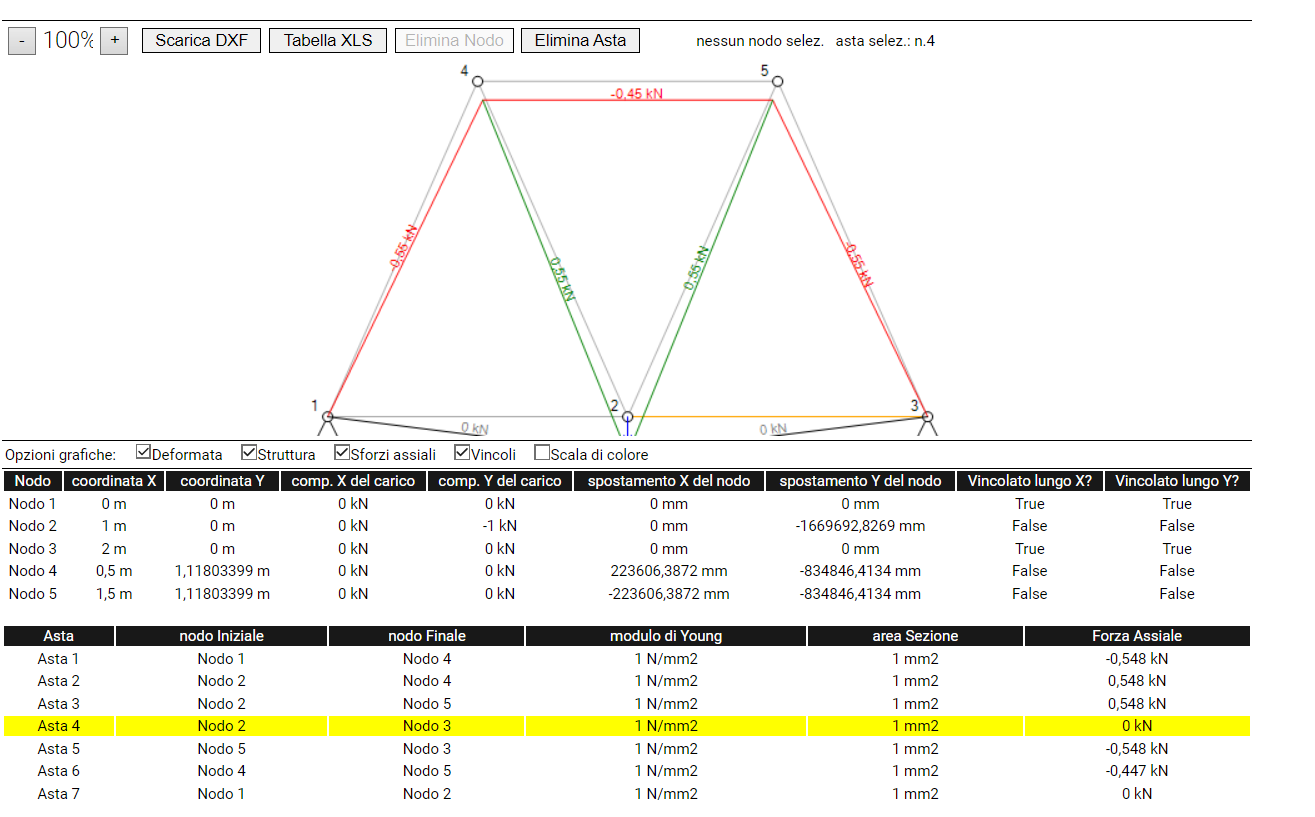 - 100% + Scarica DXF Tabella XLS Elimina Nodo Elimina Asta nessun nodo selez. asta selez.: n.4
4 5
-0,45 kN
-0,55 kN 0,55 kN 0,55 kN -0,55 kN
1 2 3
0 kN 0 kN
Opzioni grafiche: Deformata Struttura Sforzi assiali Vincoli Scala di colore
Nodo coordinata X coordinata Y comp. X del carico comp. Y del carico spostamento X del nodo spostamento Y del nodo Vincolato lungo X? Vincolato lungo Y?
Nodo 1 0 m 0 m 0 kN 0 kN 0 mm 0 mm True True
Nodo 2 1 m 0 m 0 kN -1 kN 0 mm -1669692,8269 mm False False
Nodo 3 2 m 0 m 0 kN 0 kN 0 mm 0 mm True True
Nodo 4 0,5 m 1,11803399 m 0 kN 0 kN 223606,3872 mm -834846,4134 mm False False
Nodo 5 1,5 m 1,11803399 m 0 kN 0 kN -223606,3872 mm -834846,4134 mm False False
Asta nodo Iniziale nodo Finale modulo di Young area Sezione Forza Assiale
Asta 1 Nodo 1 Nodo 4 1 N/mm2 1 mm2 -0,548 kN
Asta 2 Nodo 2 Nodo 4 1 N/mm2 1 mm2 0,548 kN
Asta 3 Nodo 2 Nodo 5 1 N/mm2 1 mm2 0,548 kN
Asta 4 Nodo 2 Nodo 3 1 N/mm2 1 mm2 0 kN
Asta 5 Nodo 5 Nodo 3 1 N/mm2 1 mm2 -0,548 kN
Asta 6 Nodo 4 Nodo 5 1 N/mm2 1 mm2 -0,447 kN
Asta 7 Nodo 1 Nodo 2 1 N/mm2 1 mm2 0 kN